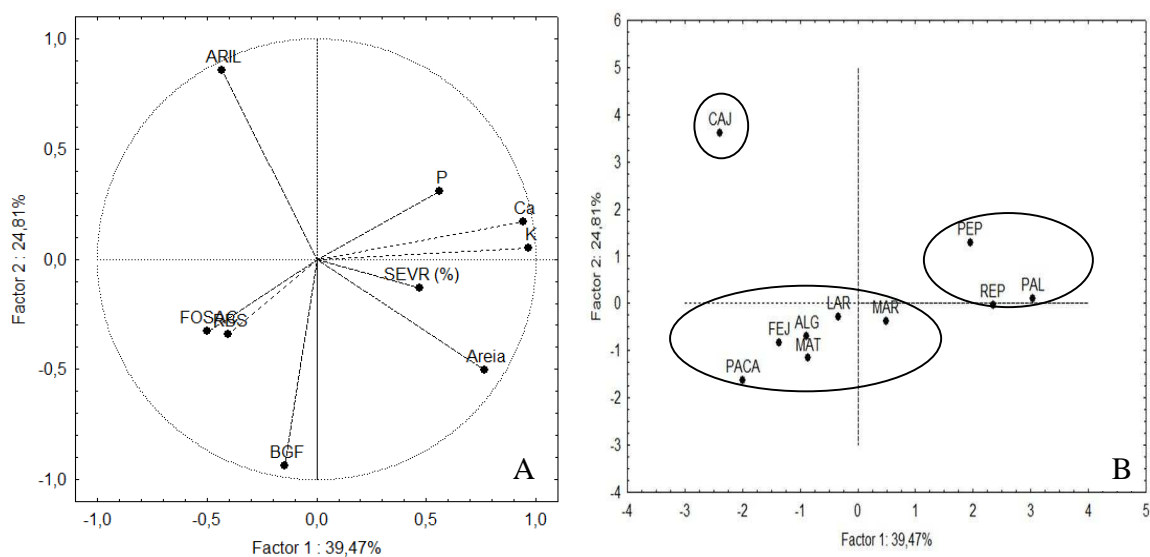 1,0
ARIL
0,5
P
Ca
K
0,0
SEVR (%)
FOSAC
RBS
Areia
-0,5
BGF
-1,0
A
-1,0 -0,5 0,0 0,5 1,0
Factor 1 : 39,47%
Factor 2 : 24,81%
6
5
4
CAJ
3
2
PEP
1
REP PAL
0
LAR MAR
FEJ ALG
-1
MAT
PACA
-2
-3
B
-4
-4 -3 -2 -1 0 1 2 3 4 5
Factor 1: 39,47%
Factor 2: 24,81%